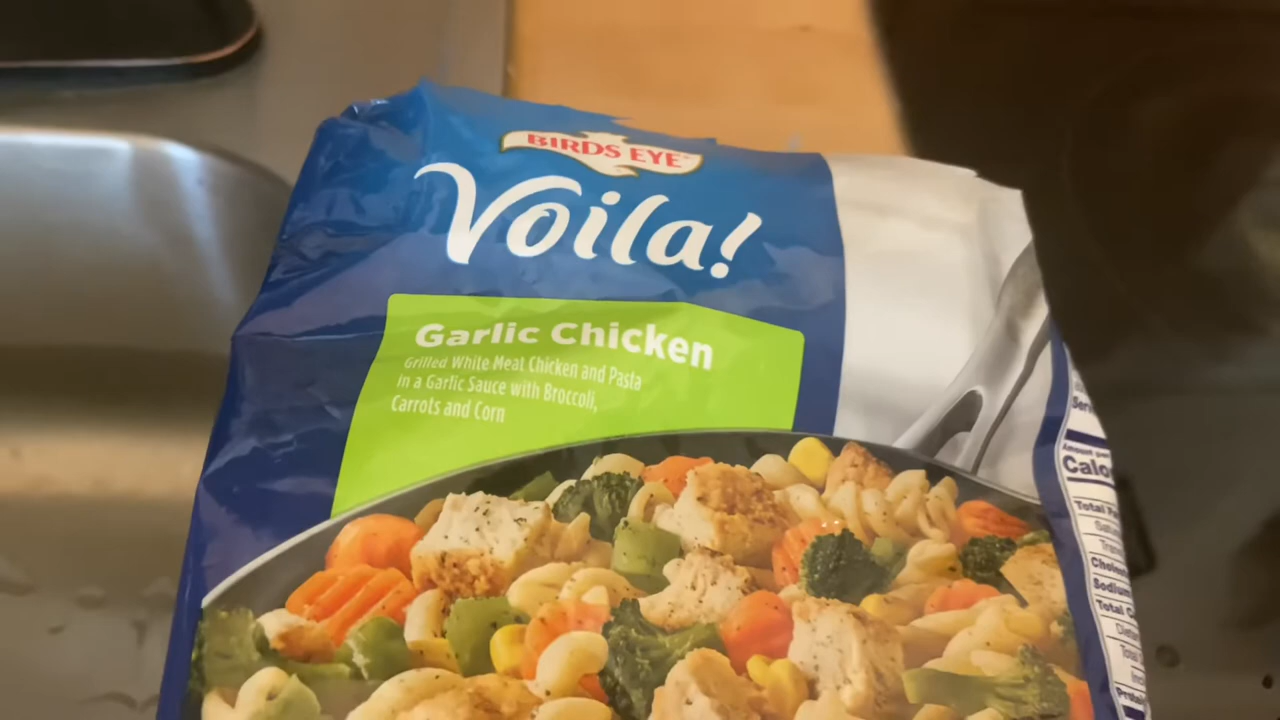 BIRDS EYE
Voila!
Garlic Chicken
Grilled White Meat Chicken and Pasta
in a Garlic Sauce with Broccoli,
Carrots and Corn
Total
Sodium
Total